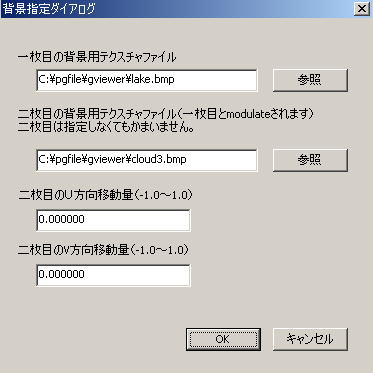 背景指定ダイアログ
一枚目の背景用テクスチャファイル
C:¥pgfile¥gviewer¥lake.bmp
参照
二枚目の背景用テクスチャファイル(一枚目とmodulateされます)
二枚目は指定しなくてもかまいません。
C:¥pgfile¥gviewer¥cloud3.bmp
参照
二枚目のU方向移動量(-1.0～1.0)
0.000000
二枚目のV方向移動量(-1.0～1.0)
0.000000
OK
キャンセル